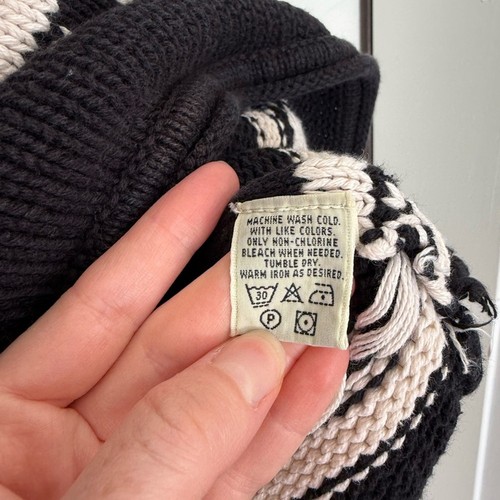 MACHINE WASH COLD.
WITH LIKE COLORS.
ONLY NON-CHLORINE
BLEACH WHEN NEEDED.
TUMBLE DRY.
WARM IRON AS DESIRED.
30
P